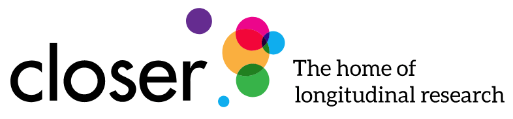 closer
The home of
longitudinal research